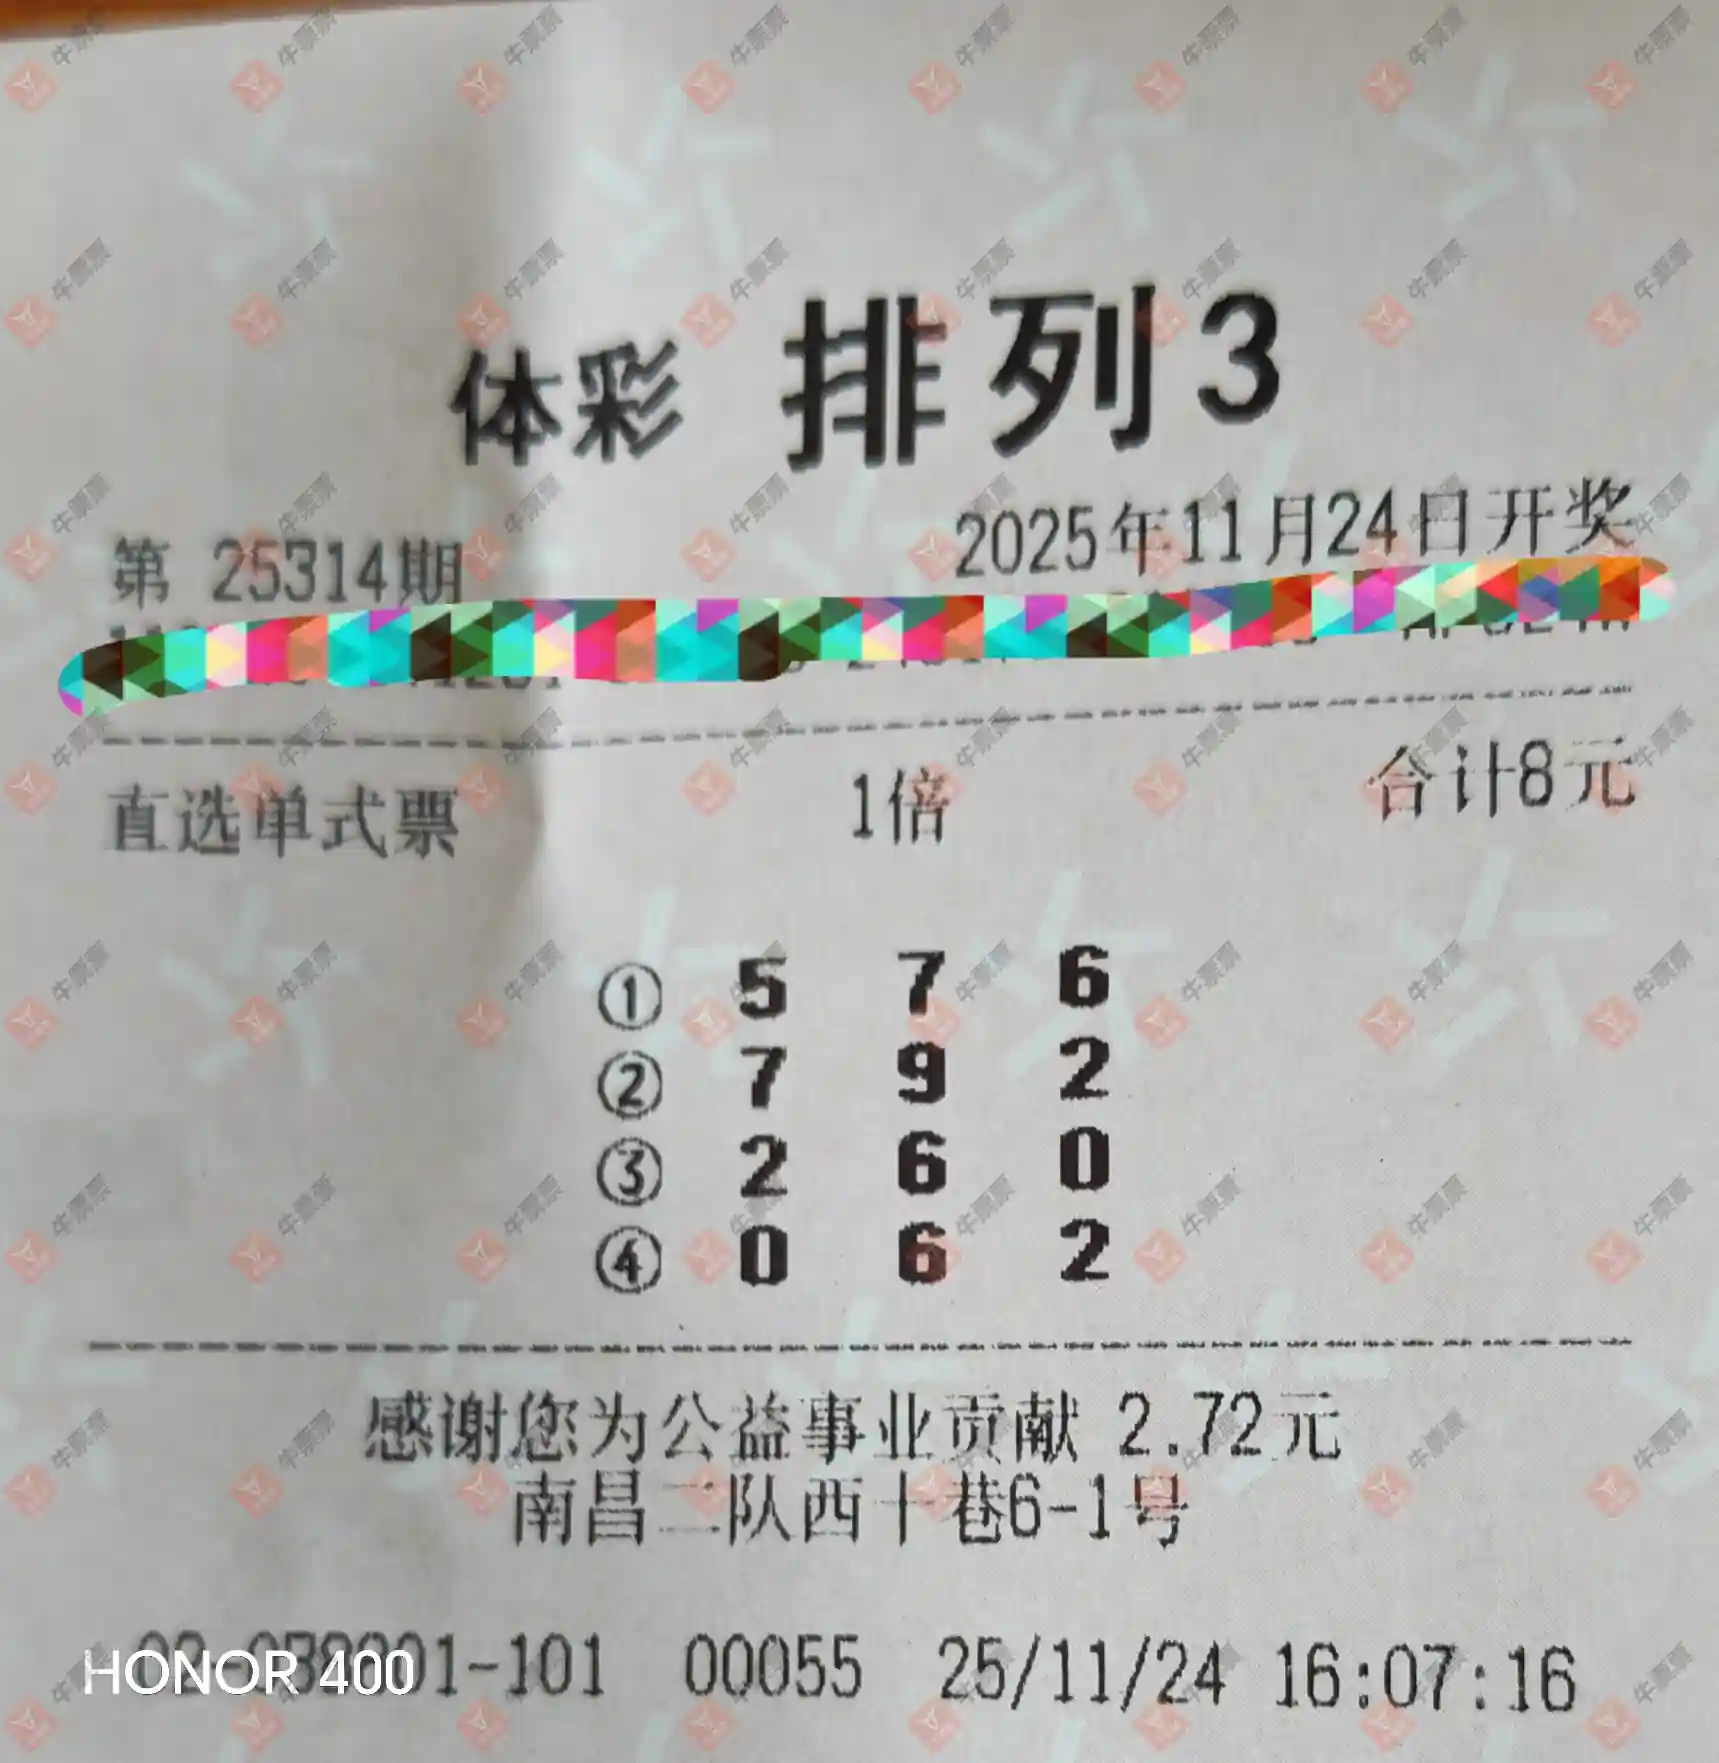 体彩 排列3
第 25314期 2025年11月24日开奖
直选单式票 1倍 合计8元
① 5 7 6
② 7 9 2
③ 2 6 0
④ 0 6 2
感谢您为公益事业贡献 2.72元
南昌二队西十巷6-1号
01-101 00055 25/11/24 16:07:16
HONOR 400
牛票票